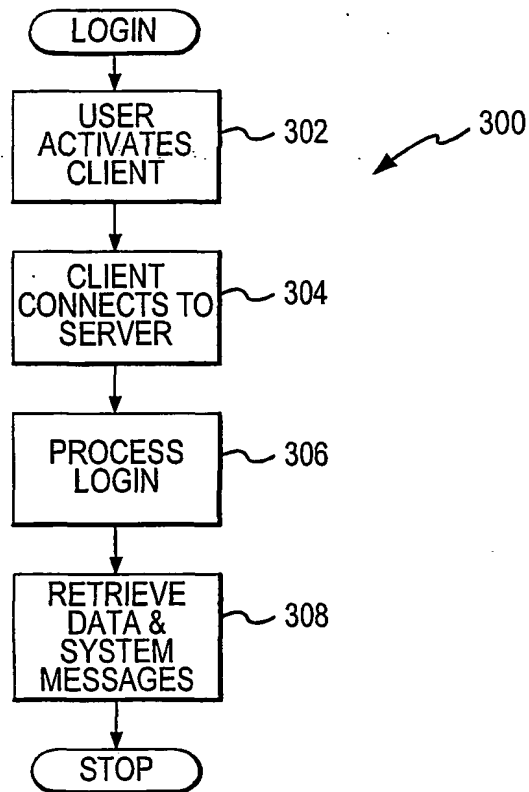 LOGIN
USER
ACTIVATES
CLIENT
302
300
CLIENT
CONNECTS TO
SERVER
304
PROCESS
LOGIN
306
RETRIEVE
DATA &
SYSTEM
MESSAGES
308
STOP